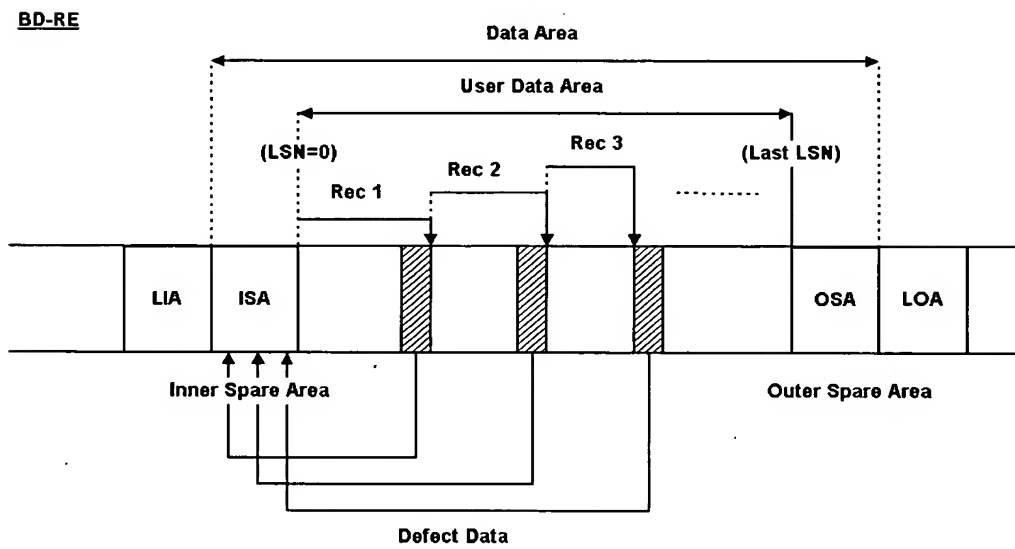 BD-RE
Data Area
User Data Area
(LSN=0)
Rec 1
Rec 2
Rec 3
(Last LSN)
LIA
ISA
OSA
LOA
Inner Spare Area
Outer Spare Area
Defect Data